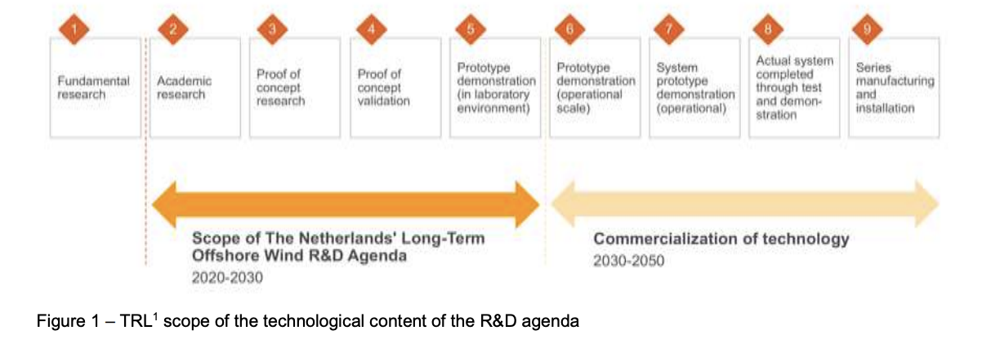 1
2
3
4
5
6
7
8
9
Fundamental
research
Academic
research
Proof of
concept
research
Proof of
concept
validation
Prototype
demonstration
(in laboratory
environment)
Prototype
demonstration
(operational
scale)
System
prototype
demonstration
(operational)
Actual system
completed
through test
and demon-
stration
Series
manufacturing
and
installation
Scope of The Netherlands' Long-Term
Offshore Wind R&D Agenda
2020-2030
Commercialization of technology
2030-2050
Figure 1 – TRL¹ scope of the technological content of the R&D agenda